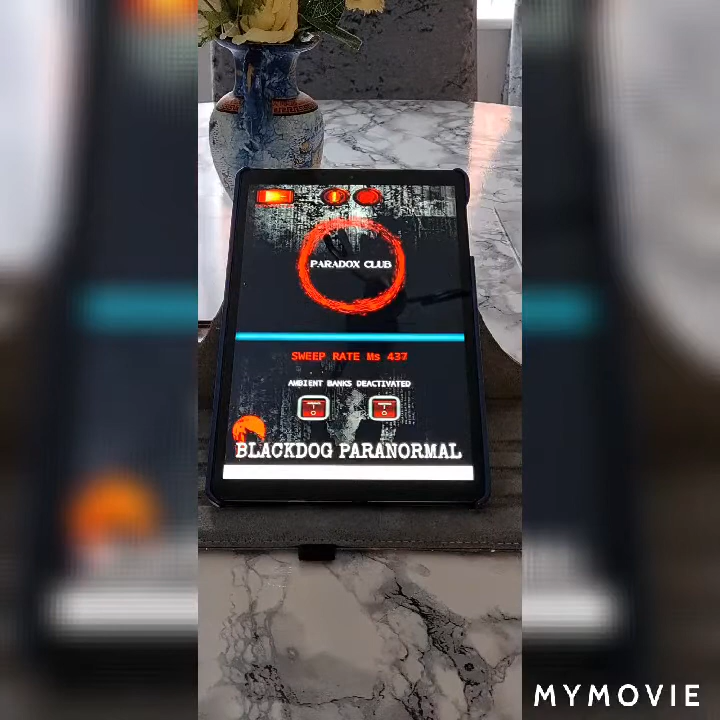 PARADOX CLUB
SWEEP RATE Ms 437
AMBIENT BANKS DEACTIVATED
BLACKDOG PARANORMAL
MYMOVIE